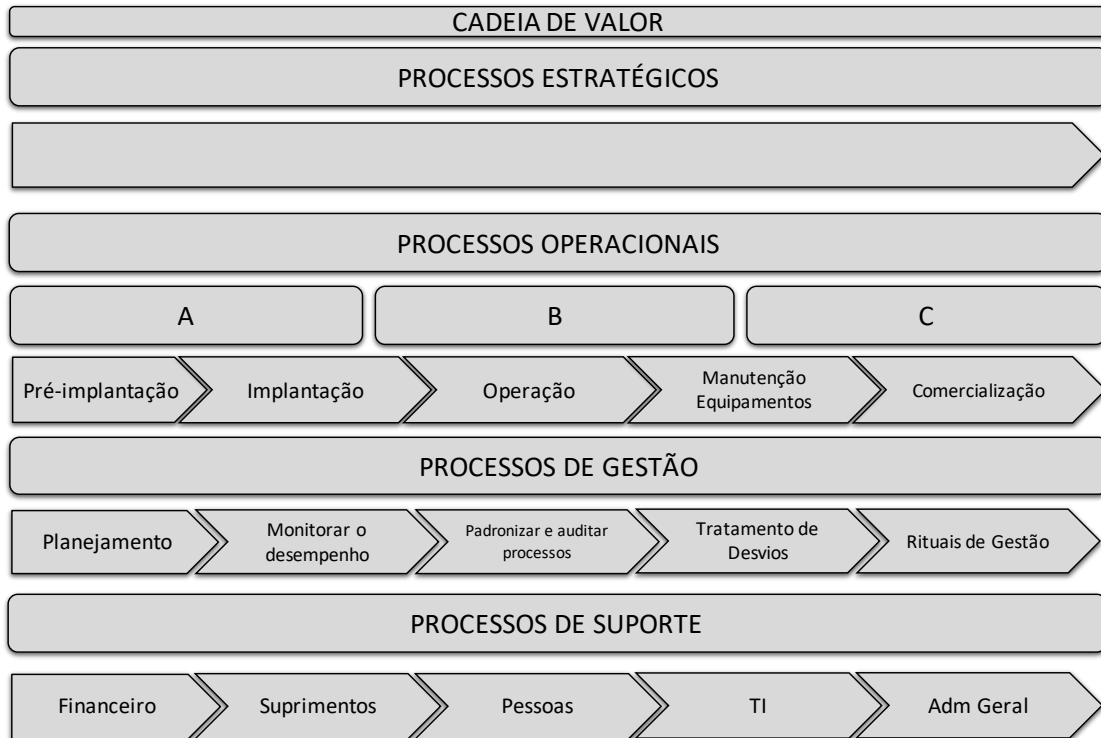 CADEIA DE VALOR
PROCESSOS ESTRATÉGICOS
PROCESSOS OPERACIONAIS
A
B
C
Pré-implantação
Implantação
Operação
Manutenção
Equipamentos
Comercialização
PROCESSOS DE GESTÃO
Planejamento
Monitorar o
desempenho
Padronizar e auditar
processos
Tratamento de
Desvios
Rituais de Gestão
PROCESSOS DE SUPORTE
Financeiro
Suprimentos
Pessoas
TI
Adm Geral